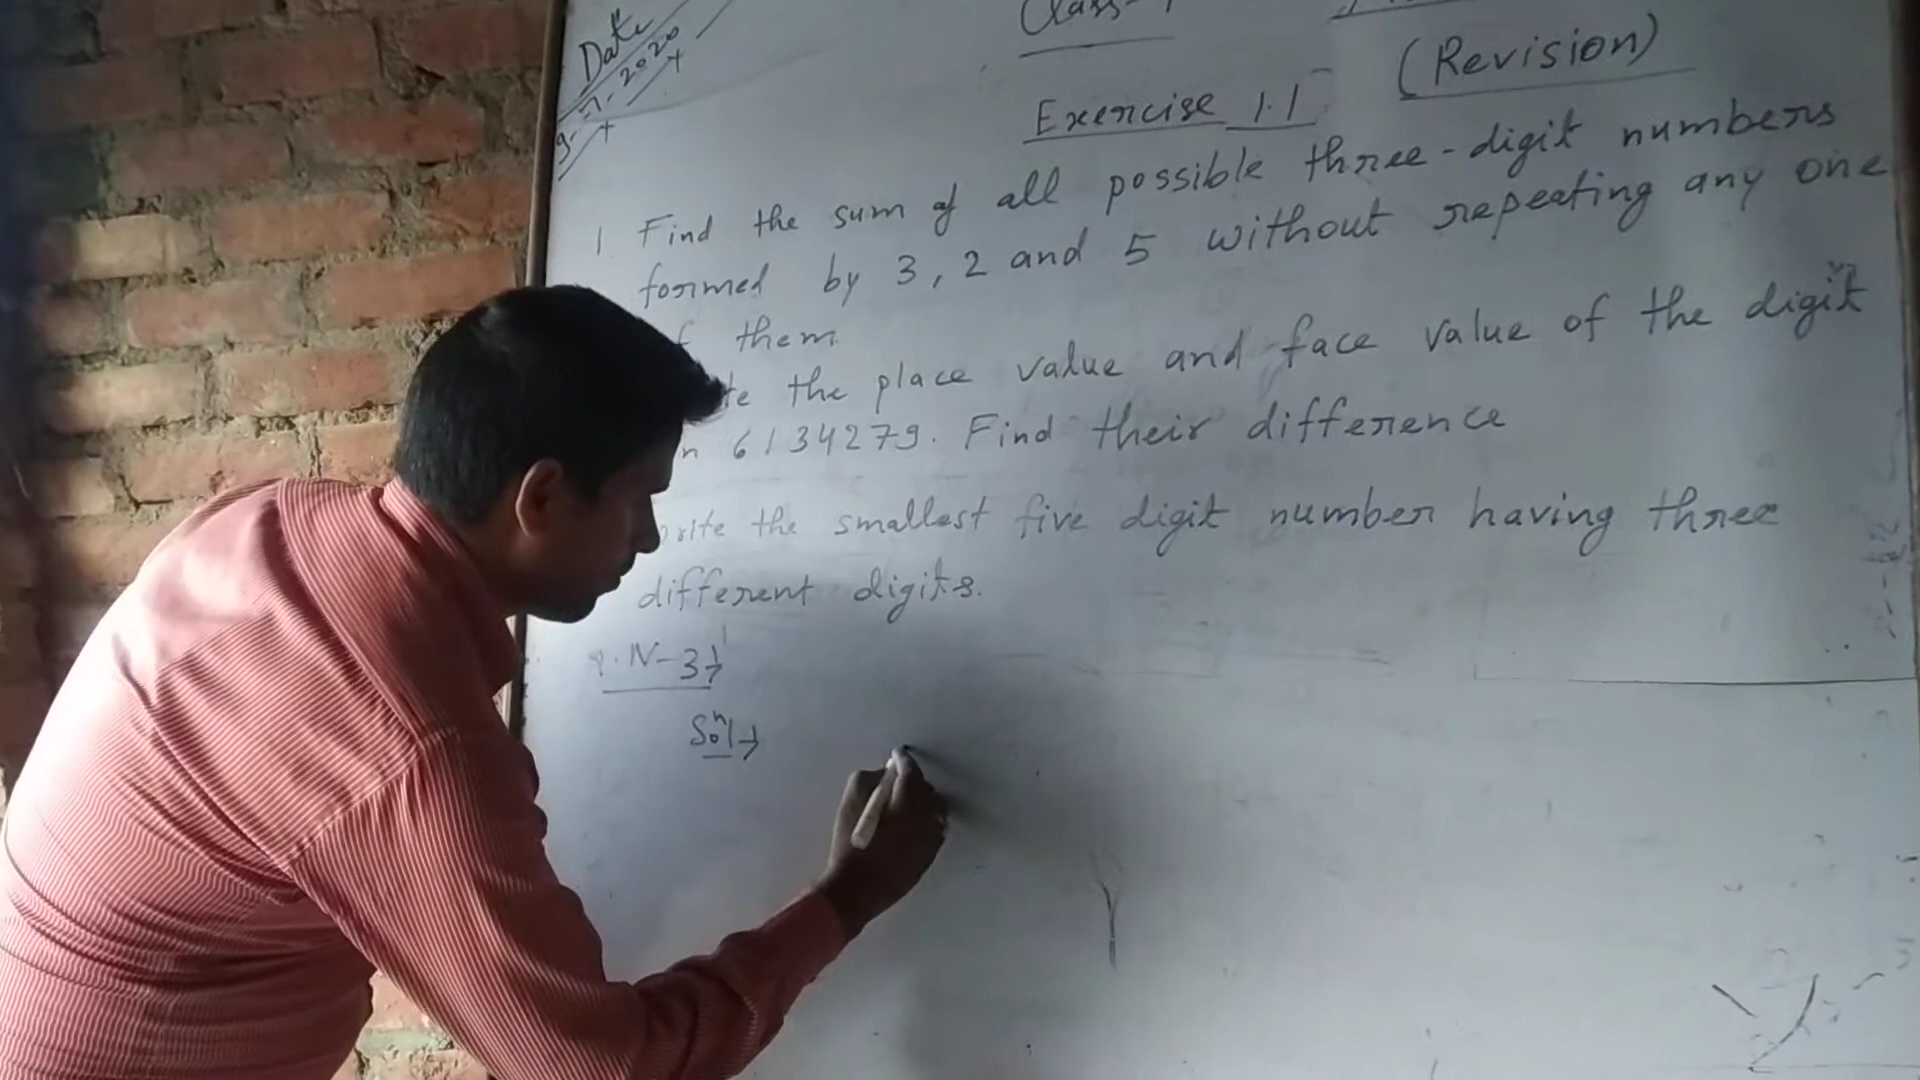 Date
9.7.2020
Class-
(Revision)
Exercise 1.1
1 Find the sum of all possible three-digit numbers
formed by 3, 2 and 5 without repeating any one
them
the place value and face value of the digit
n 6134279. Find their difference
the smallest five digit number having three
different digits.
N-3
Soln